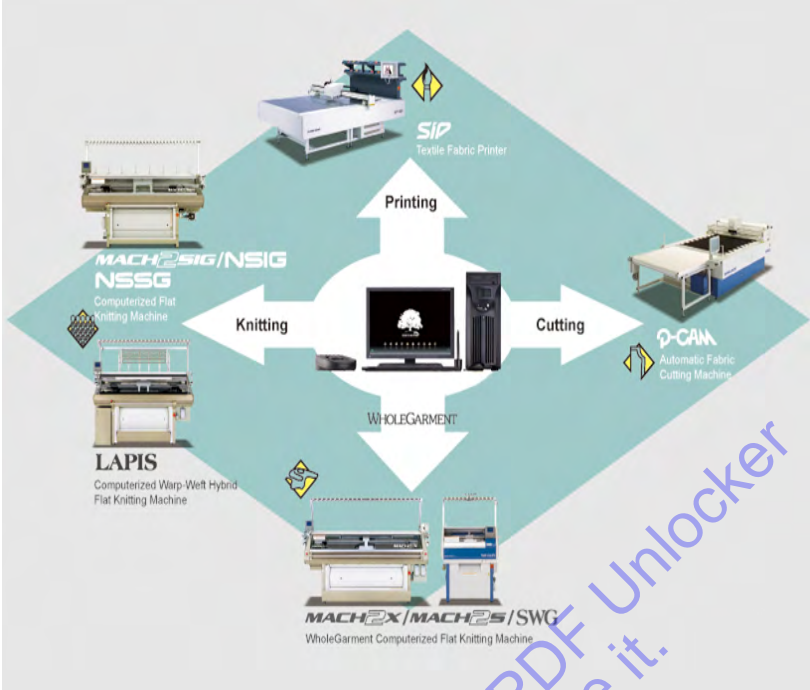 SIP
Textile Fabric Printer
Printing
MACH2SIG/NSIG
NSSG
Computerized Flat
Knitting Machine
Knitting
Cutting
P-CAM
Automatic Fabric
Cutting Machine
WHOLEGARMENT
LAPIS
Computerized Warp-Weft Hybrid
Flat Knitting Machine
MACH2X/MACH2S/SWG
WholeGarment Computerized Flat Knitting Machine
PDF Unlocker
it.